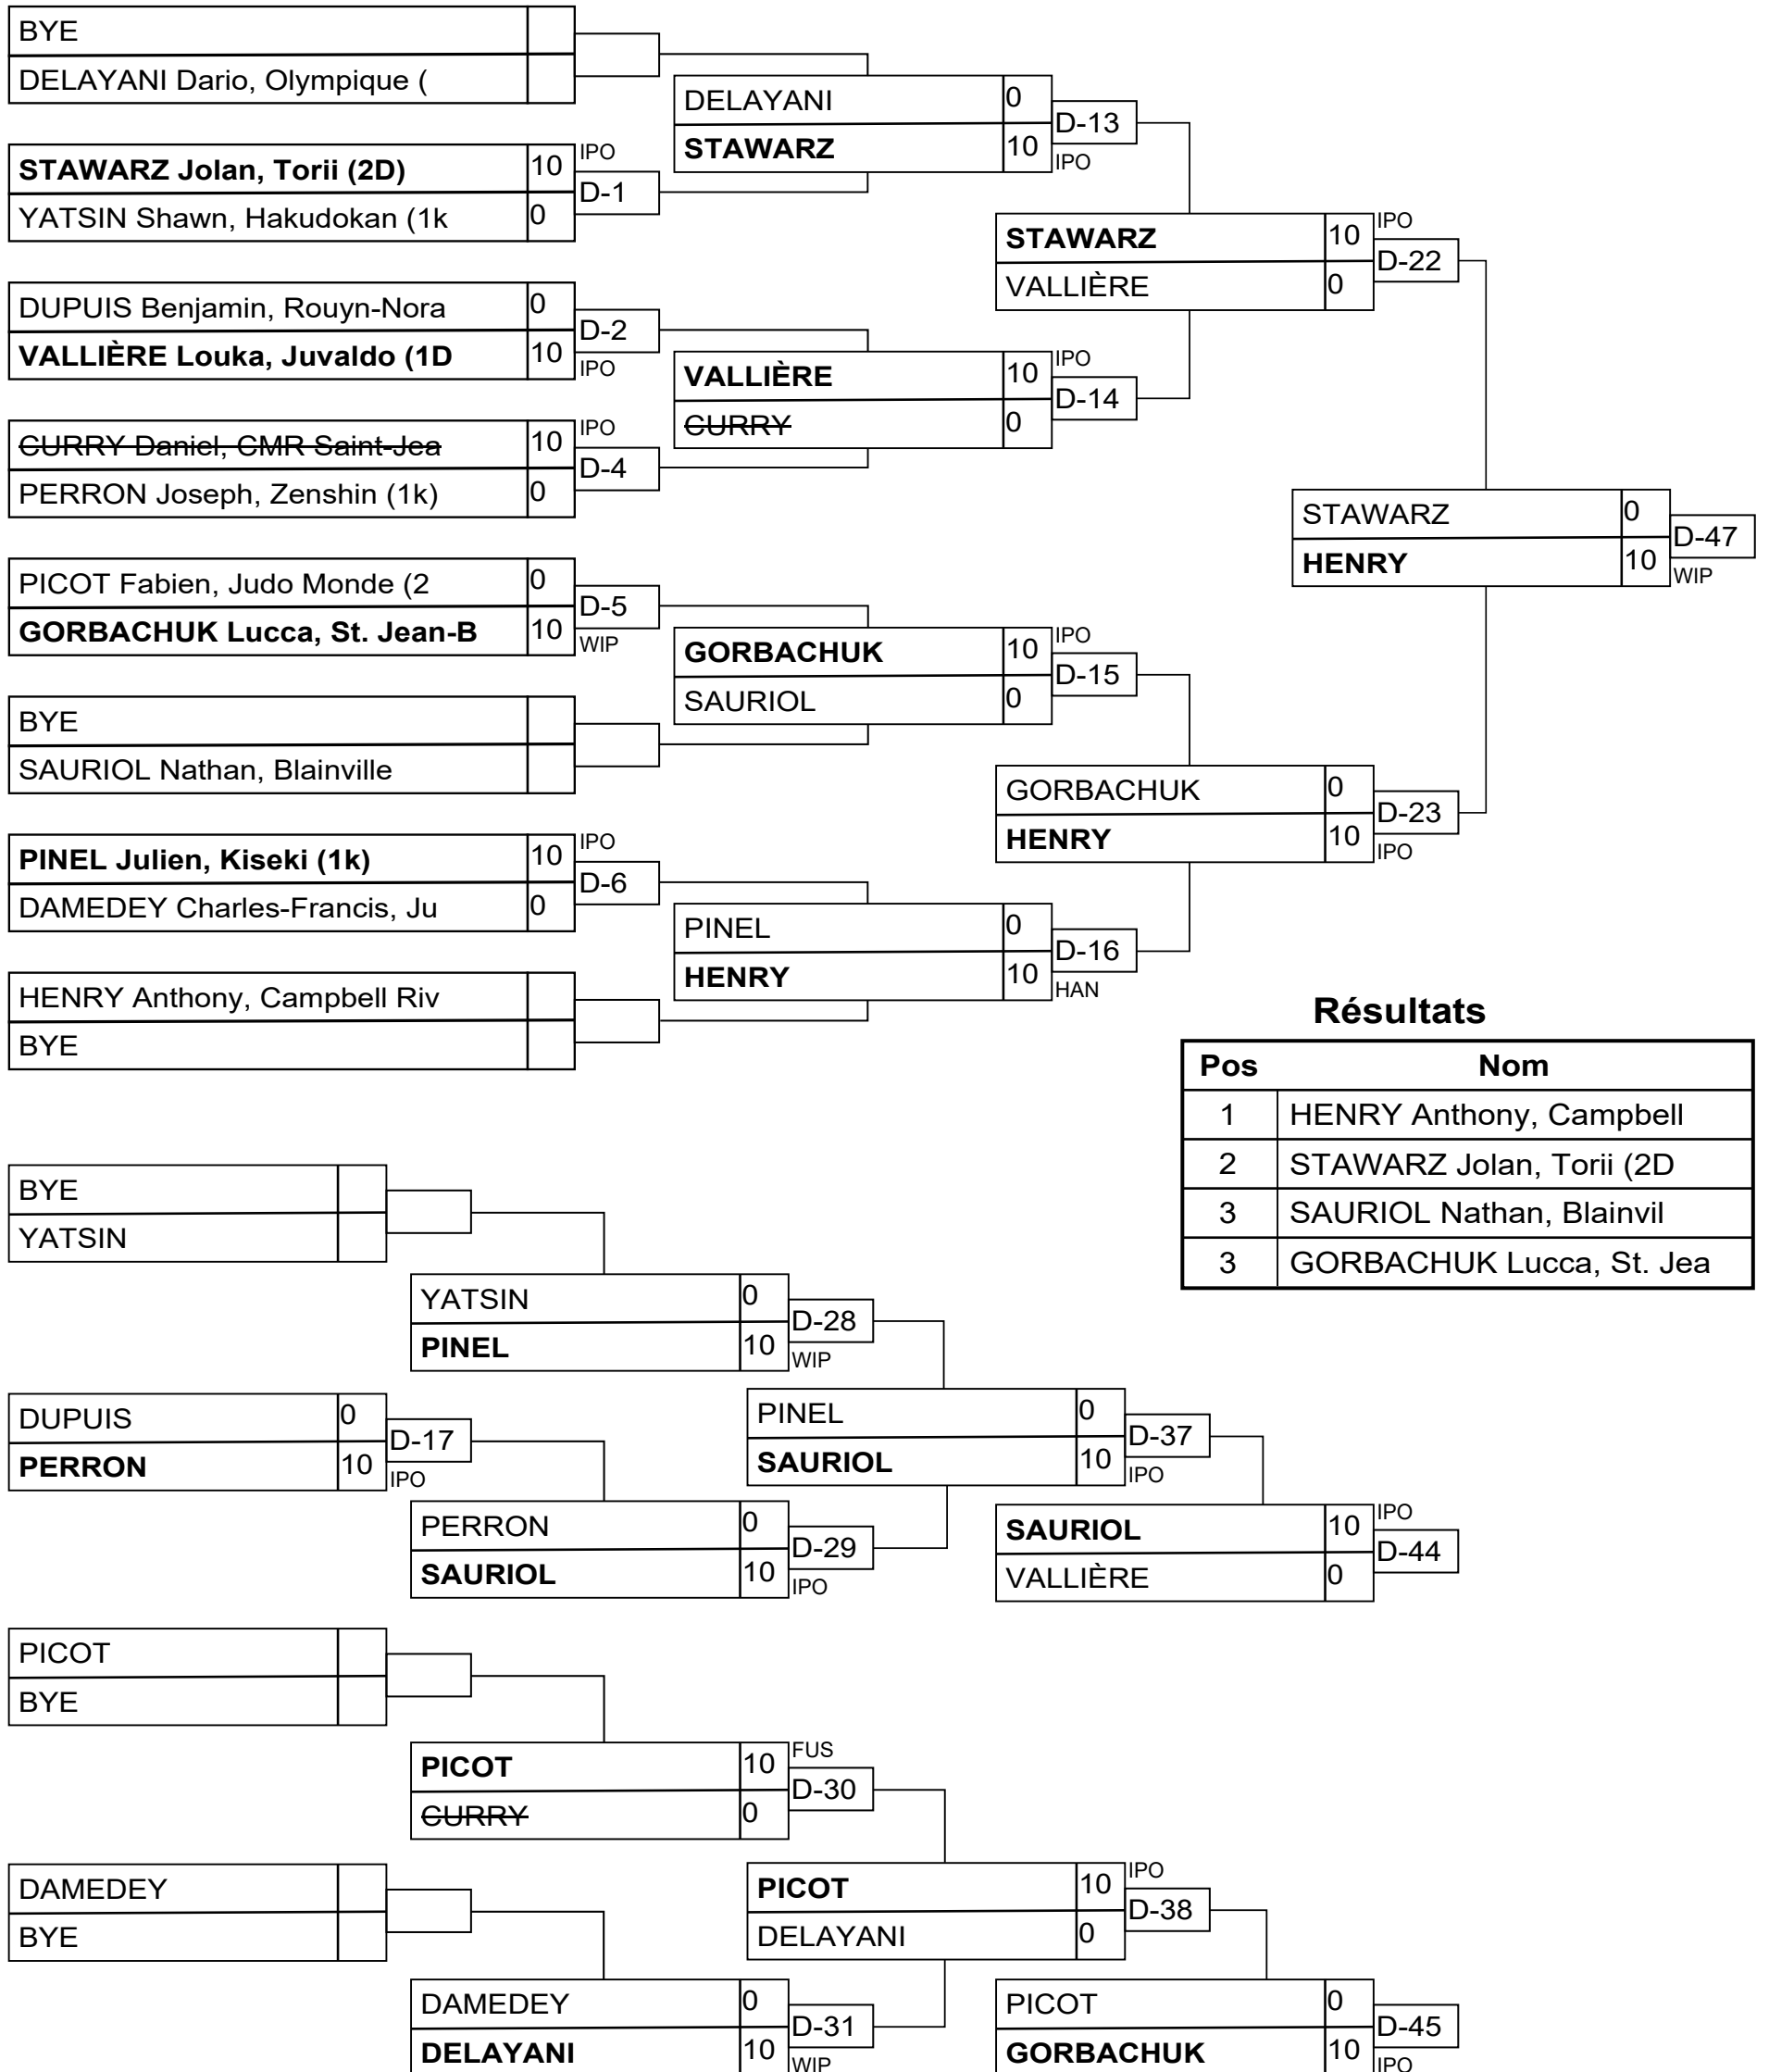 BYE
DELAYANI Dario, Olympique (
DELAYANI 0
D-13
STAWARZ 10
IPO
STAWARZ Jolan, Torii (2D) 10
IPO
D-1
YATSIN Shawn, Hakudokan (1k 0
STAWARZ 10
IPO
D-22
VALLIÈRE 0
DUPUIS Benjamin, Rouyn-Nora 0
D-2
VALLIÈRE Louka, Juvaldo (1D 10
IPO
VALLIÈRE 10
IPO
D-14
CURRY 0
CURRY Daniel, CMR Saint-Jea 10
IPO
D-4
PERRON Joseph, Zenshin (1k) 0
STAWARZ 0
D-47
HENRY 10
WIP
PICOT Fabien, Judo Monde (2 0
D-5
GORBACHUK Lucca, St. Jean-B 10
WIP
GORBACHUK 10
IPO
D-15
SAURIOL 0
BYE
SAURIOL Nathan, Blainville
GORBACHUK 0
D-23
HENRY 10
IPO
PINEL Julien, Kiseki (1k) 10
IPO
D-6
DAMEDEY Charles-Francis, Ju 0
PINEL 0
D-16
HENRY 10
HAN
HENRY Anthony, Campbell Riv
BYE
Résultats
Pos Nom
1 HENRY Anthony, Campbell
2 STAWARZ Jolan, Torii (2D
3 SAURIOL Nathan, Blainvil
3 GORBACHUK Lucca, St. Jea
BYE
YATSIN
YATSIN 0
D-28
PINEL 10
WIP
DUPUIS 0
D-17
PERRON 10
IPO
PINEL 0
D-37
SAURIOL 10
IPO
PERRON 0
D-29
SAURIOL 10
IPO
SAURIOL 10
IPO
D-44
VALLIÈRE 0
PICOT
BYE
PICOT 10
FUS
D-30
CURRY 0
DAMEDEY
BYE
PICOT 10
IPO
D-38
DELAYANI 0
DAMEDEY 0
D-31
DELAYANI 10
WIP
PICOT 0
D-45
GORBACHUK 10
IPO